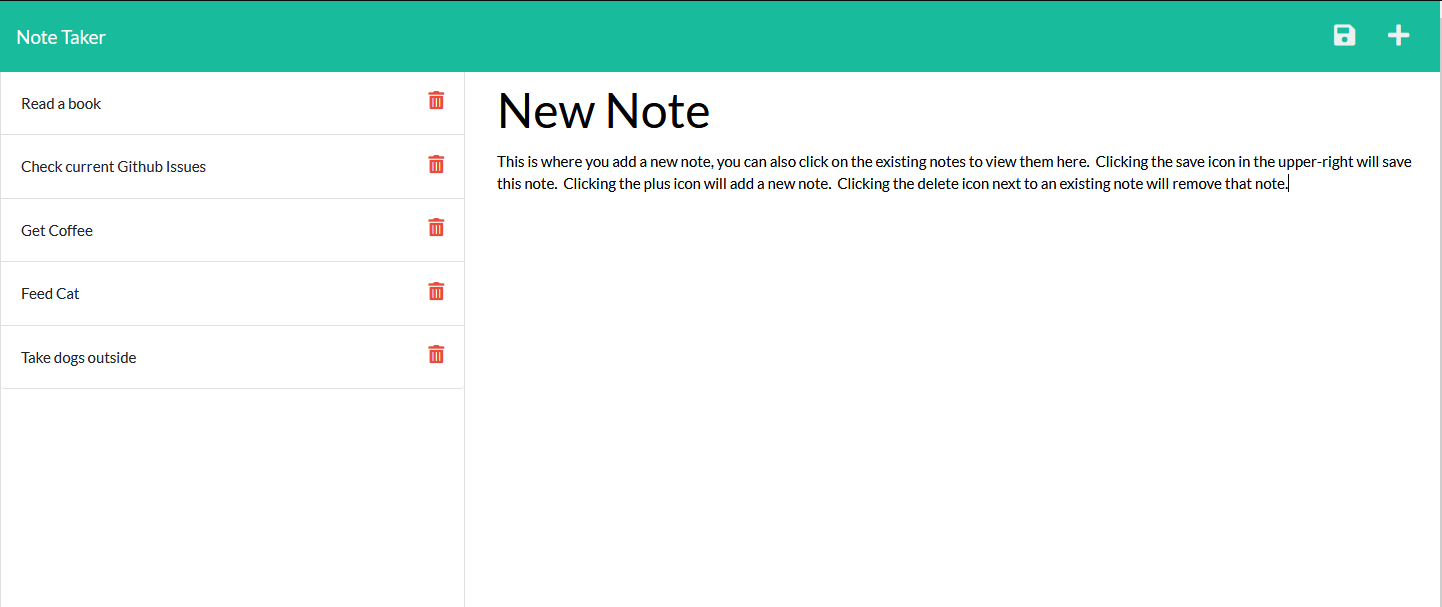 Note Taker
Read a book
Check current Github Issues
Get Coffee
Feed Cat
Take dogs outside
New Note
This is where you add a new note, you can also click on the existing notes to view them here.  Clicking the save icon in the upper-right will save
this note.  Clicking the plus icon will add a new note.  Clicking the delete icon next to an existing note will remove that note.